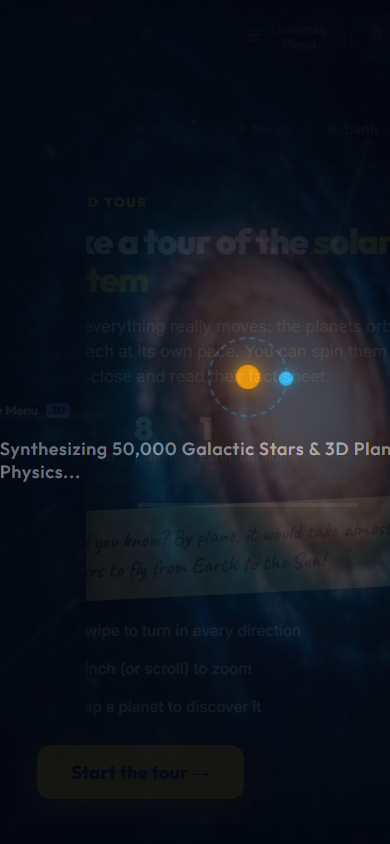 ☰ Universe
Menu
Venus Earth
D TOUR
ke a tour of the solar
tem
everything really moves: the planets orb
ach at its own pace. You can spin them
close and read their fact sheet.
e Menu 3D
8 1
Synthesizing 50,000 Galactic Stars & 3D Plan
Physics...
you know? By plane, it would take almost
rs to fly from Earth to the Sun!
wipe to turn in every direction
inch (or scroll) to zoom
ap a planet to discover it
Start the tour →